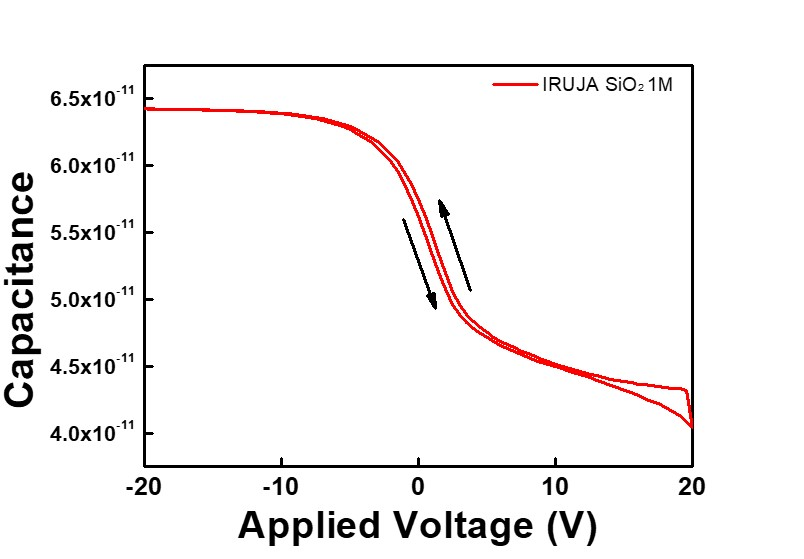 IRUJA SiO₂ 1M
6.5x10⁻¹¹
6.0x10⁻¹¹
5.5x10⁻¹¹
5.0x10⁻¹¹
4.5x10⁻¹¹
4.0x10⁻¹¹
Capacitance
-20 -10 0 10 20
Applied Voltage (V)